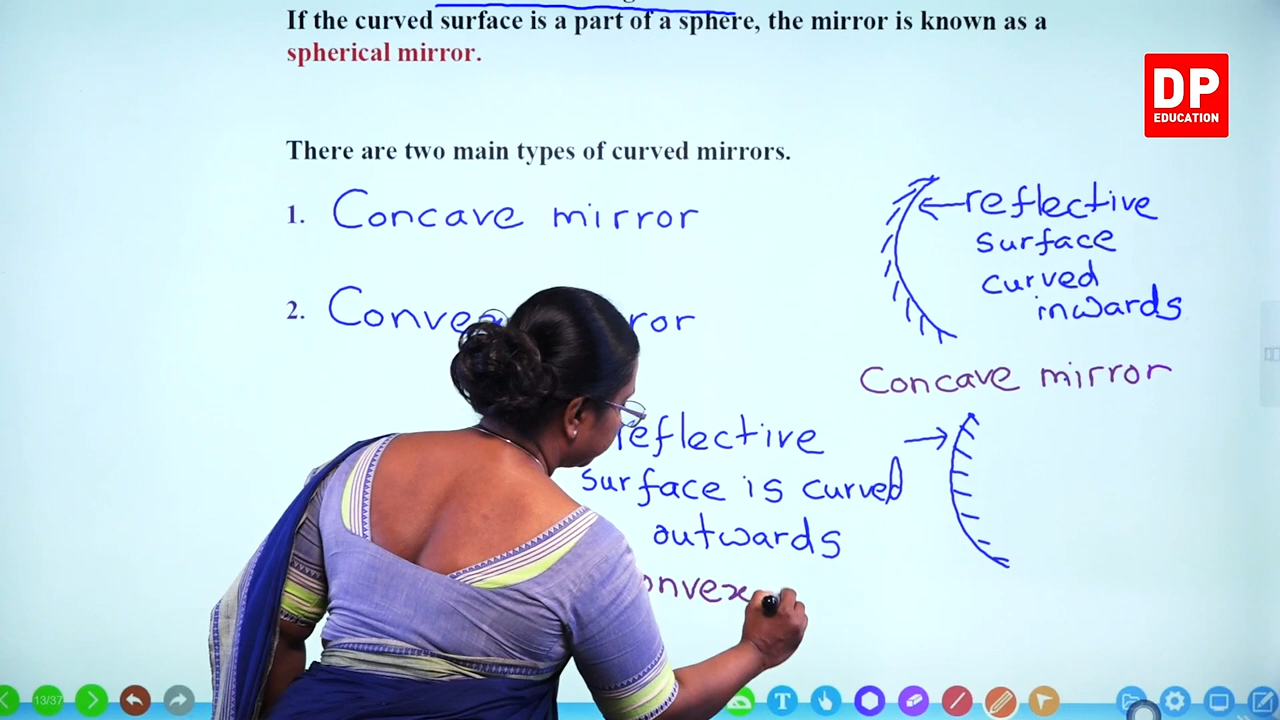 If the curved surface is a part of a sphere, the mirror is known as a
spherical mirror.
DP
EDUCATION
There are two main types of curved mirrors.
1. Concave mirror
reflective
surface
curved
inwards
2.
Concave mirror
reflective
surface is curved
outwards
13/37